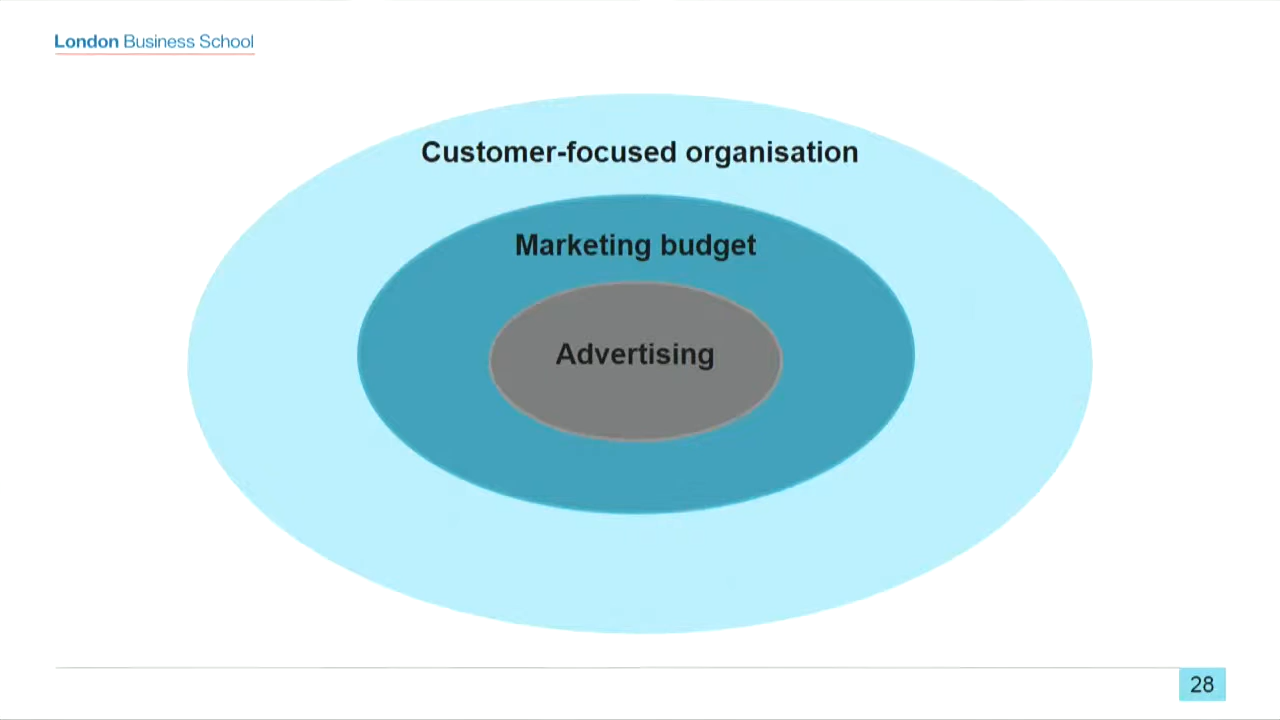 London Business School
Customer-focused organisation
Marketing budget
Advertising
28